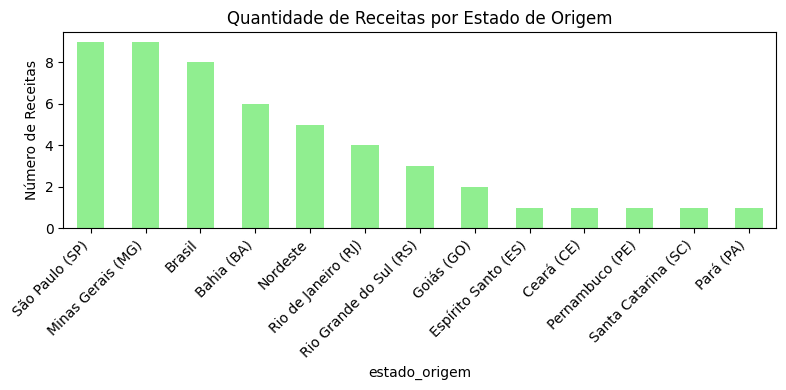 Quantidade de Receitas por Estado de Origem
Número de Receitas
8
6
4
2
0
São Paulo (SP)
Minas Gerais (MG)
Brasil
Bahia (BA)
Nordeste
Rio de Janeiro (RJ)
Rio Grande do Sul (RS)
Goiás (GO)
Espírito Santo (ES)
Ceará (CE)
Pernambuco (PE)
Santa Catarina (SC)
Pará (PA)
estado_origem